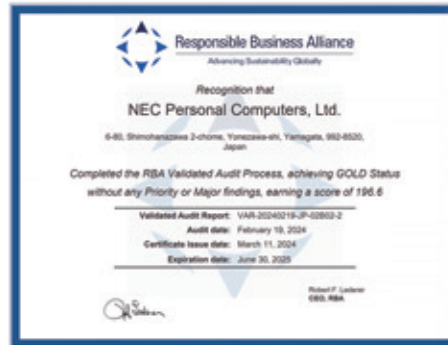 Responsible Business Alliance
Advancing Sustainability Globally
Recognition that
NEC Personal Computers, Ltd.
6-80, Shimohanazawa 2-chome, Yonezawa-shi, Yamagata, 992-8520,
Japan
Completed the RBA Validated Audit Process, achieving GOLD Status
without any Priority or Major findings, earning a score of 196.6
Validated Audit Report: VAR-20240219-JP-02B02-2
Audit date: February 19, 2024
Certificate issue date: March 11, 2024
Expiration date: June 30, 2025
Robert F. Lederer
CEO, RBA